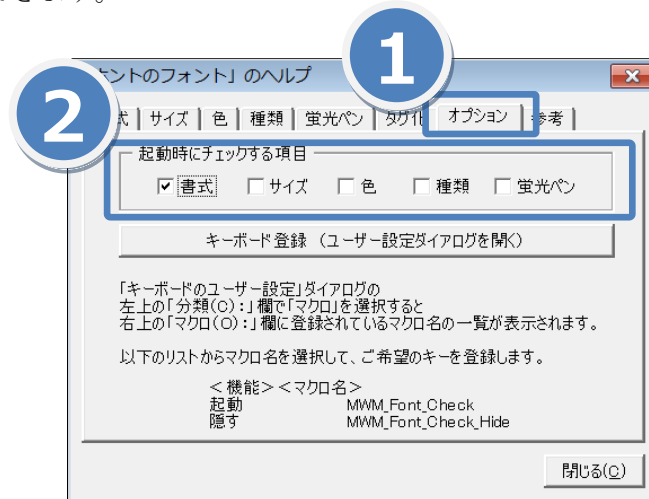 きます。
1
ントのフォント」のヘルプ
2
式 サイズ 色 種類 蛍光ペン タグ化 オプション 参考
起動時にチェックする項目
書式 サイズ 色 種類 蛍光ペン
キーボード登録 (ユーザー設定ダイアログを開く)
「キーボードのユーザー設定」ダイアログの
左上の「分類(C):」欄で「マクロ」を選択すると
右上の「マクロ(O):」欄に登録されているマクロ名の一覧が表示されます。
以下のリストからマクロ名を選択して、ご希望のキーを登録します。
<機能><マクロ名>
起動 MWM_Font_Check
隠す MWM_Font_Check_Hide
閉じる(C)